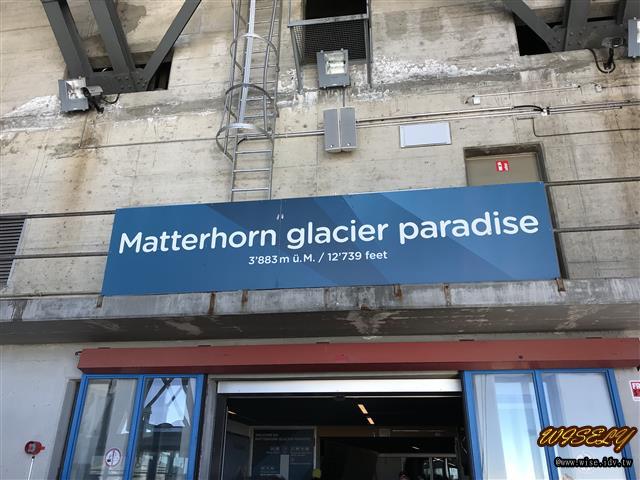 Matterhorn glacier paradise
3'883 m ü. M. / 12'739 feet
WISELY
@www.wise.idv.tw